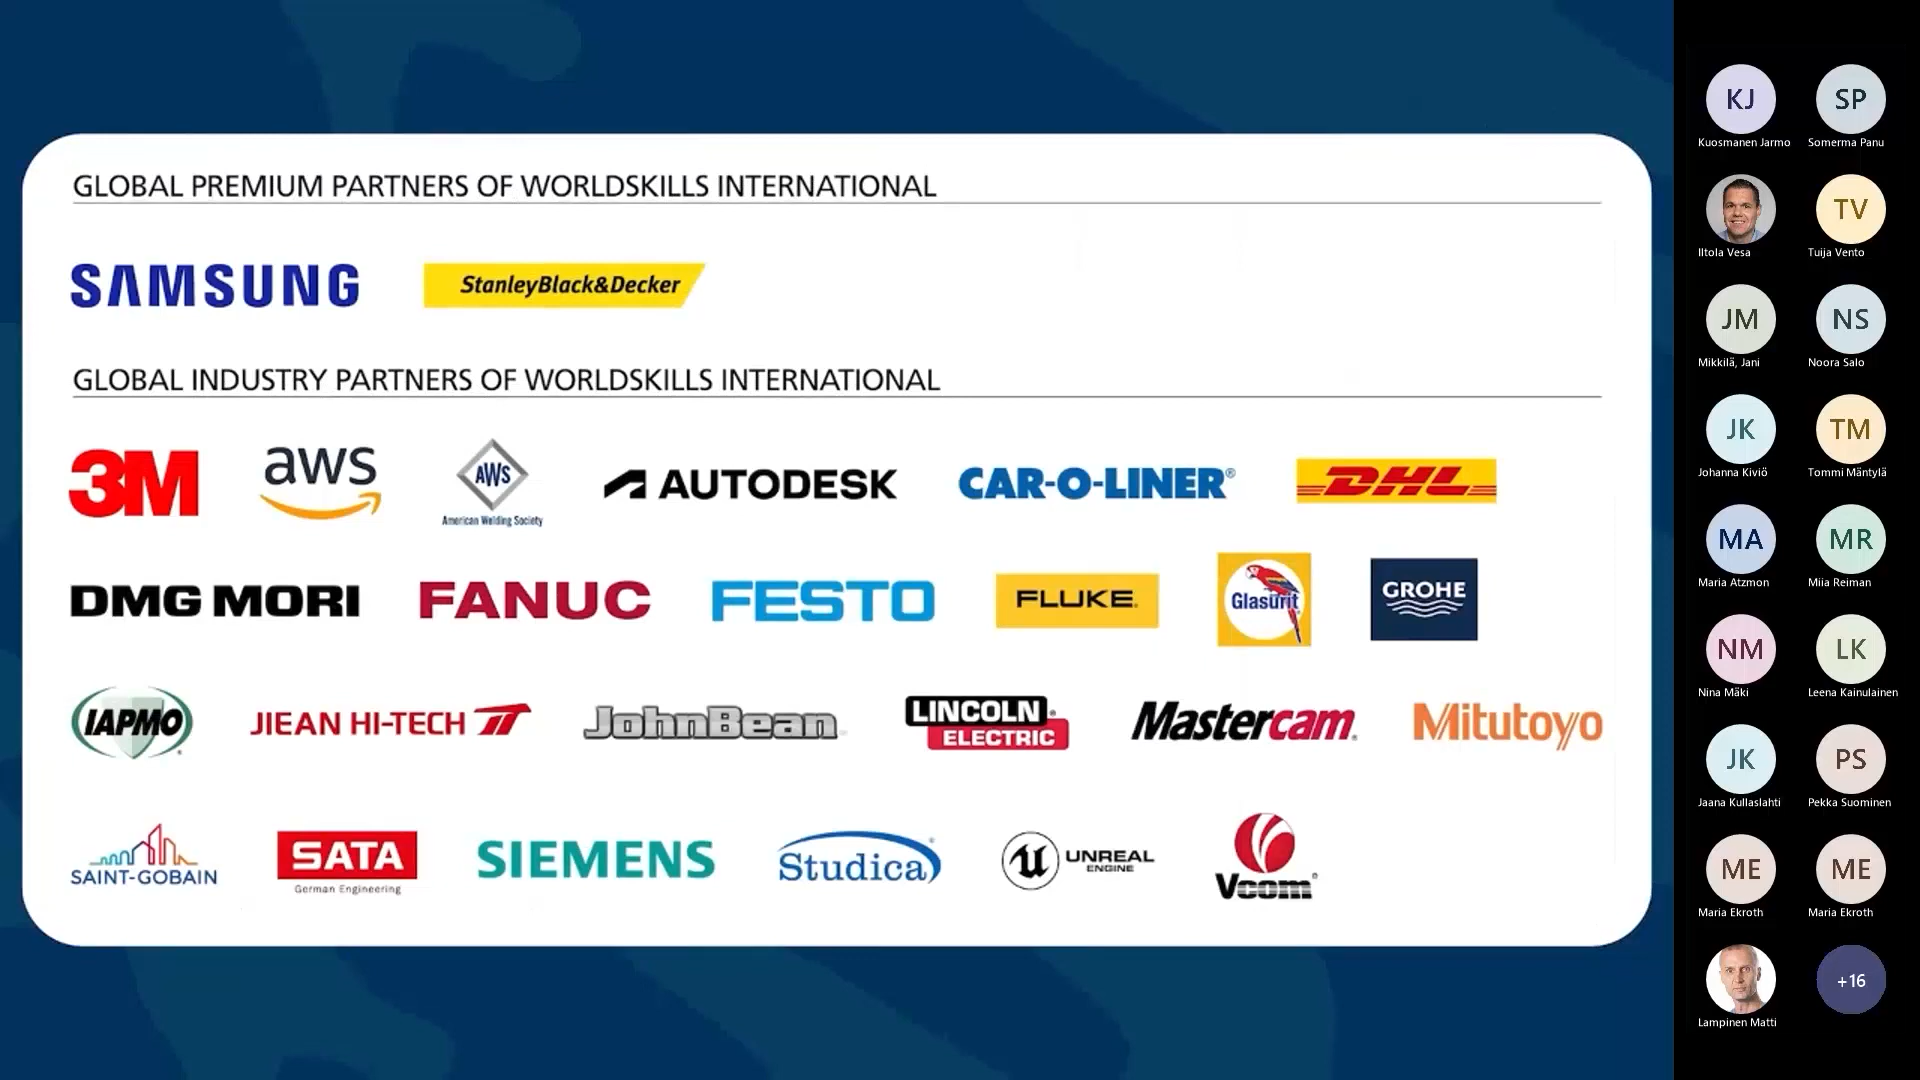 GLOBAL PREMIUM PARTNERS OF WORLDSKILLS INTERNATIONAL
SAMSUNG
StanleyBlack&Decker
GLOBAL INDUSTRY PARTNERS OF WORLDSKILLS INTERNATIONAL
3M
aws
AWS
American Welding Society
AUTODESK
CAR-O-LINER®
DHL
DMG MORI
FANUC
FESTO
FLUKE®
Glasurit
GROHE
IAPMO
JIEAN HI-TECH
JohnBean
LINCOLN®
ELECTRIC
Mastercam®
Mitutoyo
SAINT-GOBAIN
SATA
German Engineering
SIEMENS
Studica®
UNREAL
ENGINE
Vcom®
KJ
Kuosmanen Jarmo
SP
Somerma Panu
Iltola Vesa
TV
Tuija Vento
JM
Mikkilä, Jani
NS
Noora Salo
JK
Johanna Kiviö
TM
Tommi Mäntylä
MA
Maria Atzmon
MR
Miia Reiman
NM
Nina Mäki
LK
Leena Kainulainen
JK
Jaana Kullaslahti
PS
Pekka Suominen
ME
Maria Ekroth
ME
Maria Ekroth
Lampinen Matti
+16